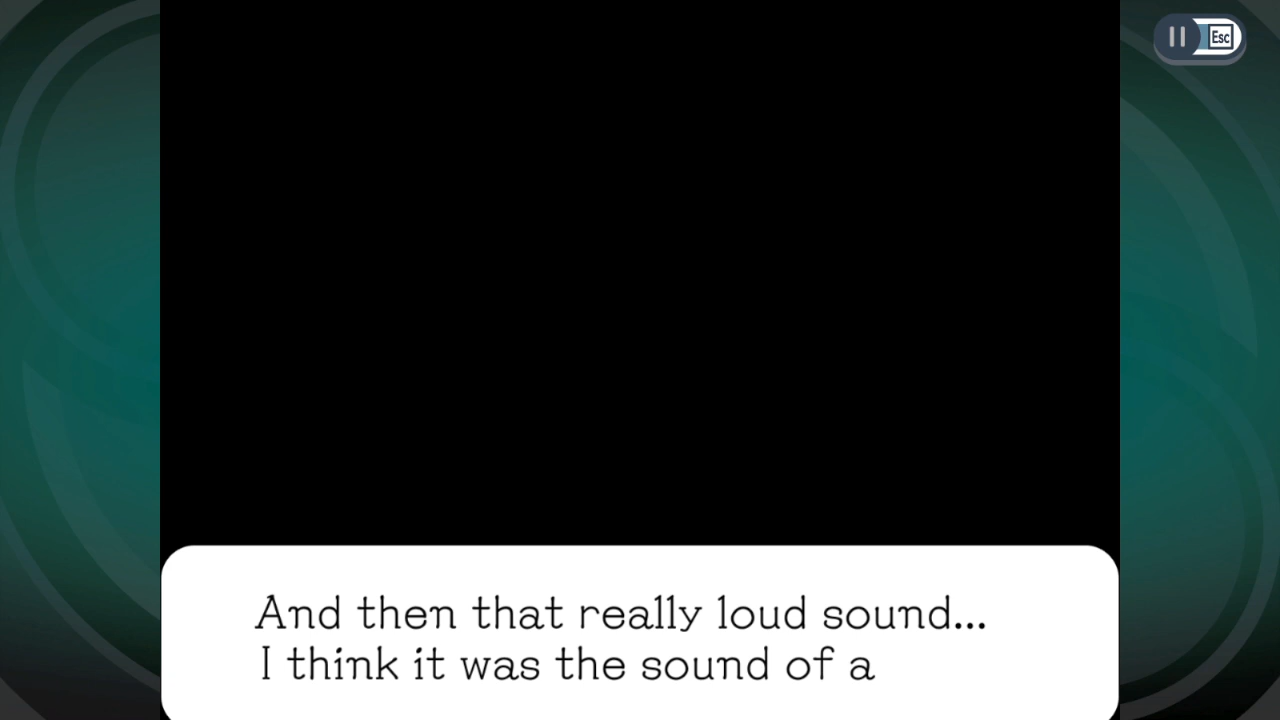 Esc
And then that really loud sound...
I think it was the sound of a